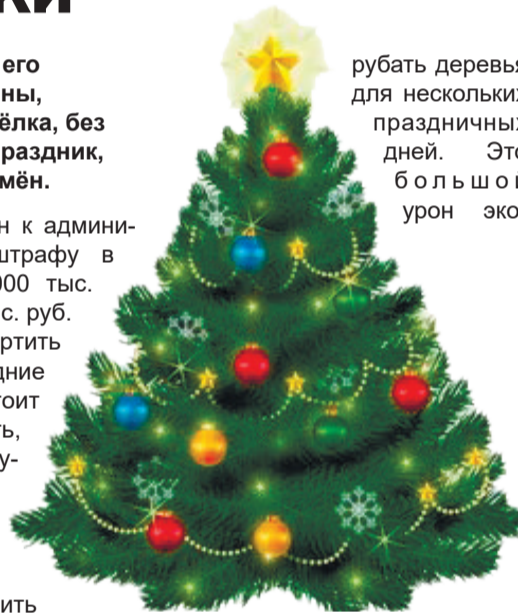 ки
его
ны,
ёлка, без
раздник,
мён.
н к админи-
штрафу в
000 тыс.
с. руб.
ртить
дние
тоит
ть,
у-
ить
рубать деревья
для нескольких
праздничных
дней. Это
большой
урон эко